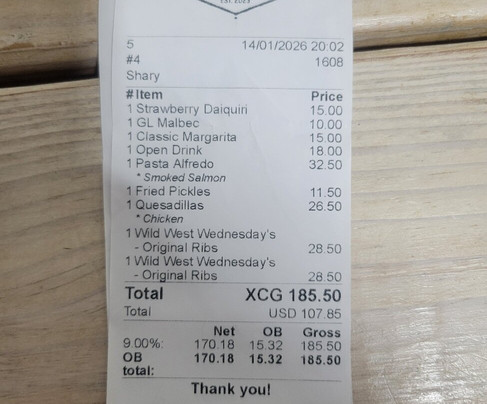 EST. 2023
5 14/01/2026 20:02
#4 1608
Shary
# Item Price
1 Strawberry Daiquiri 15.00
1 GL Malbec 10.00
1 Classic Margarita 15.00
1 Open Drink 18.00
1 Pasta Alfredo 32.50
* Smoked Salmon
1 Fried Pickles 11.50
1 Quesadillas 26.50
* Chicken
1 Wild West Wednesday's
- Original Ribs 28.50
1 Wild West Wednesday's
- Original Ribs 28.50
Total XCG 185.50
Total USD 107.85
Net OB Gross
9.00%: 170.18 15.32 185.50
OB 170.18 15.32 185.50
total:
Thank you!